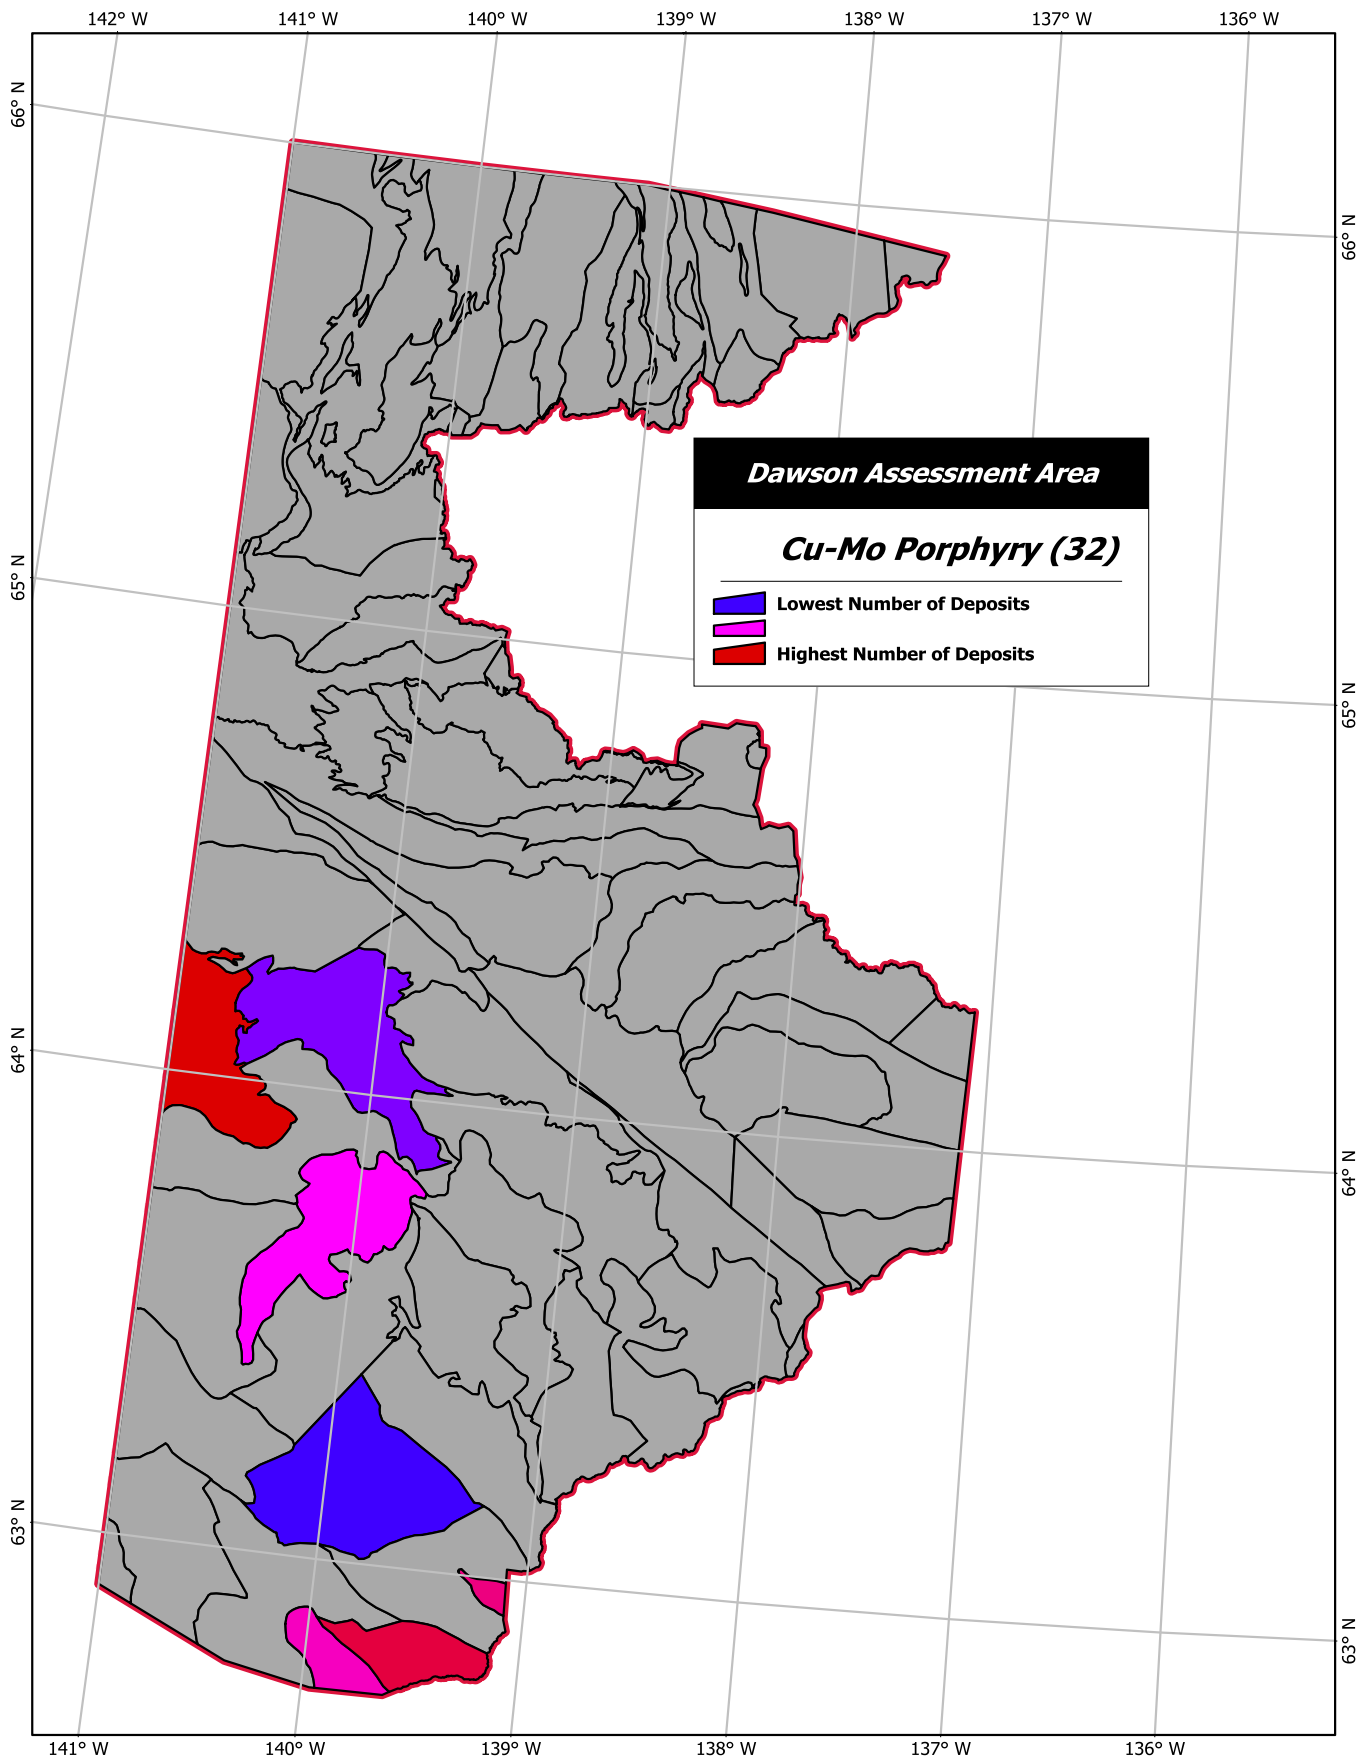 142° W 141° W 140° W 139° W 138° W 137° W 136° W
66° N
66° N
Dawson Assessment Area
Cu-Mo Porphyry (32)
65° N
Lowest Number of Deposits
Highest Number of Deposits
65° N
64° N
64° N
63° N
63° N
141° W 140° W 139° W 138° W 137° W 136° W